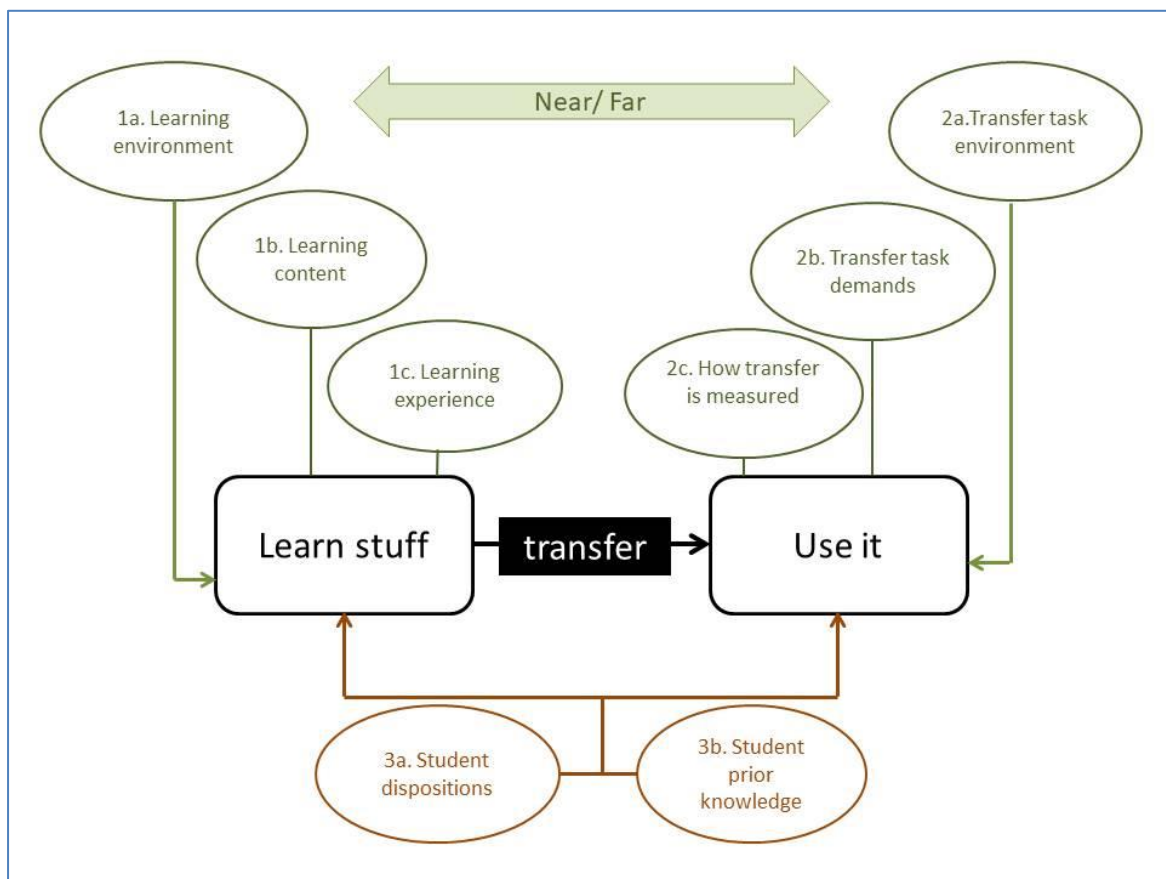 Near/ Far
1a. Learning
environment
2a.Transfer task
environment
1b. Learning
content
2b. Transfer task
demands
1c. Learning
experience
2c. How transfer
is measured
Learn stuff
transfer
Use it
3a. Student
dispositions
3b. Student
prior
knowledge